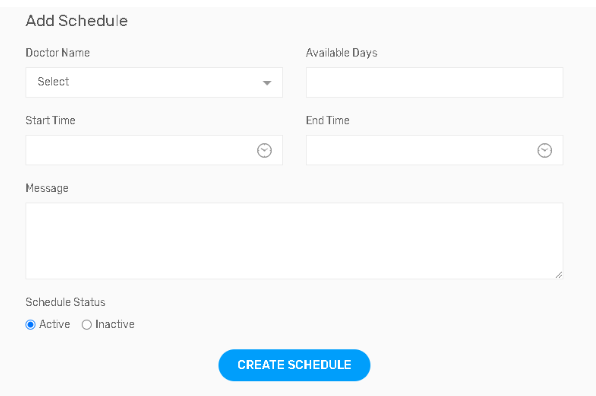 Add Schedule
Doctor Name
Available Days
Select
Start Time
End Time
Message
Schedule Status
Active
Inactive
CREATE SCHEDULE